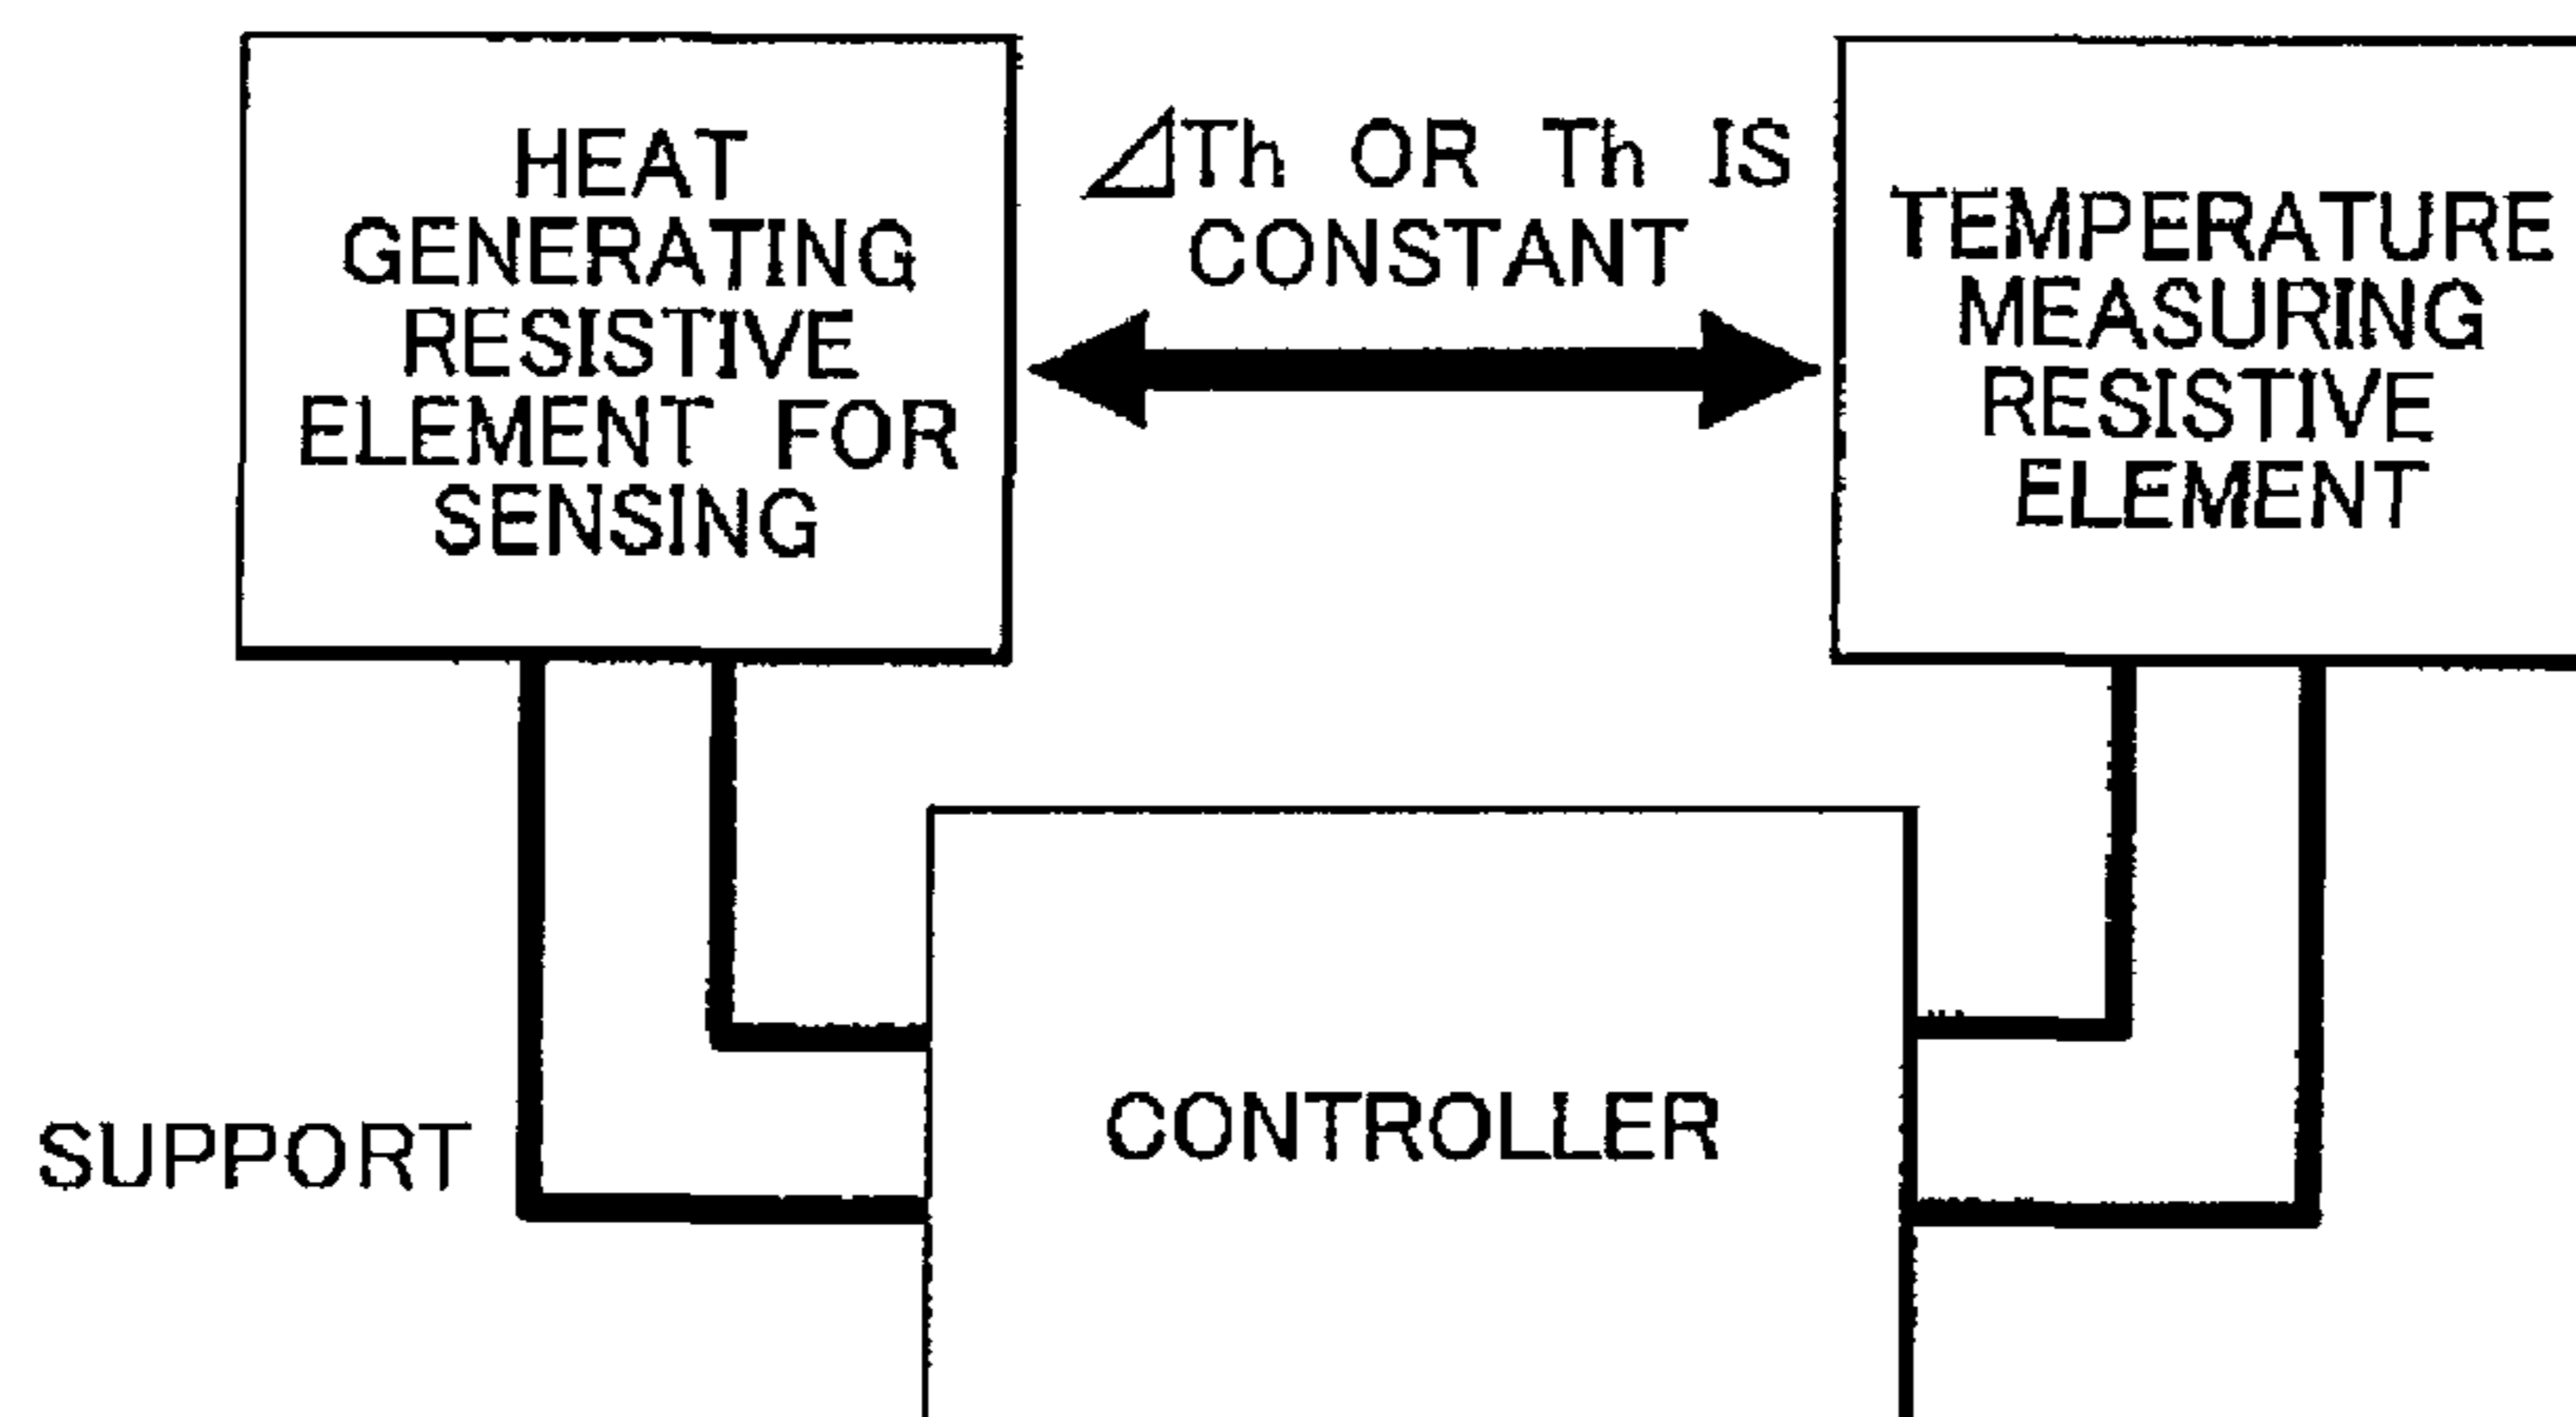 HEAT
GENERATING
RESISTIVE
ELEMENT FOR
SENSING
⊿Th OR Th IS
CONSTANT
TEMPERATURE
MEASURING
RESISTIVE
ELEMENT
SUPPORT
CONTROLLER